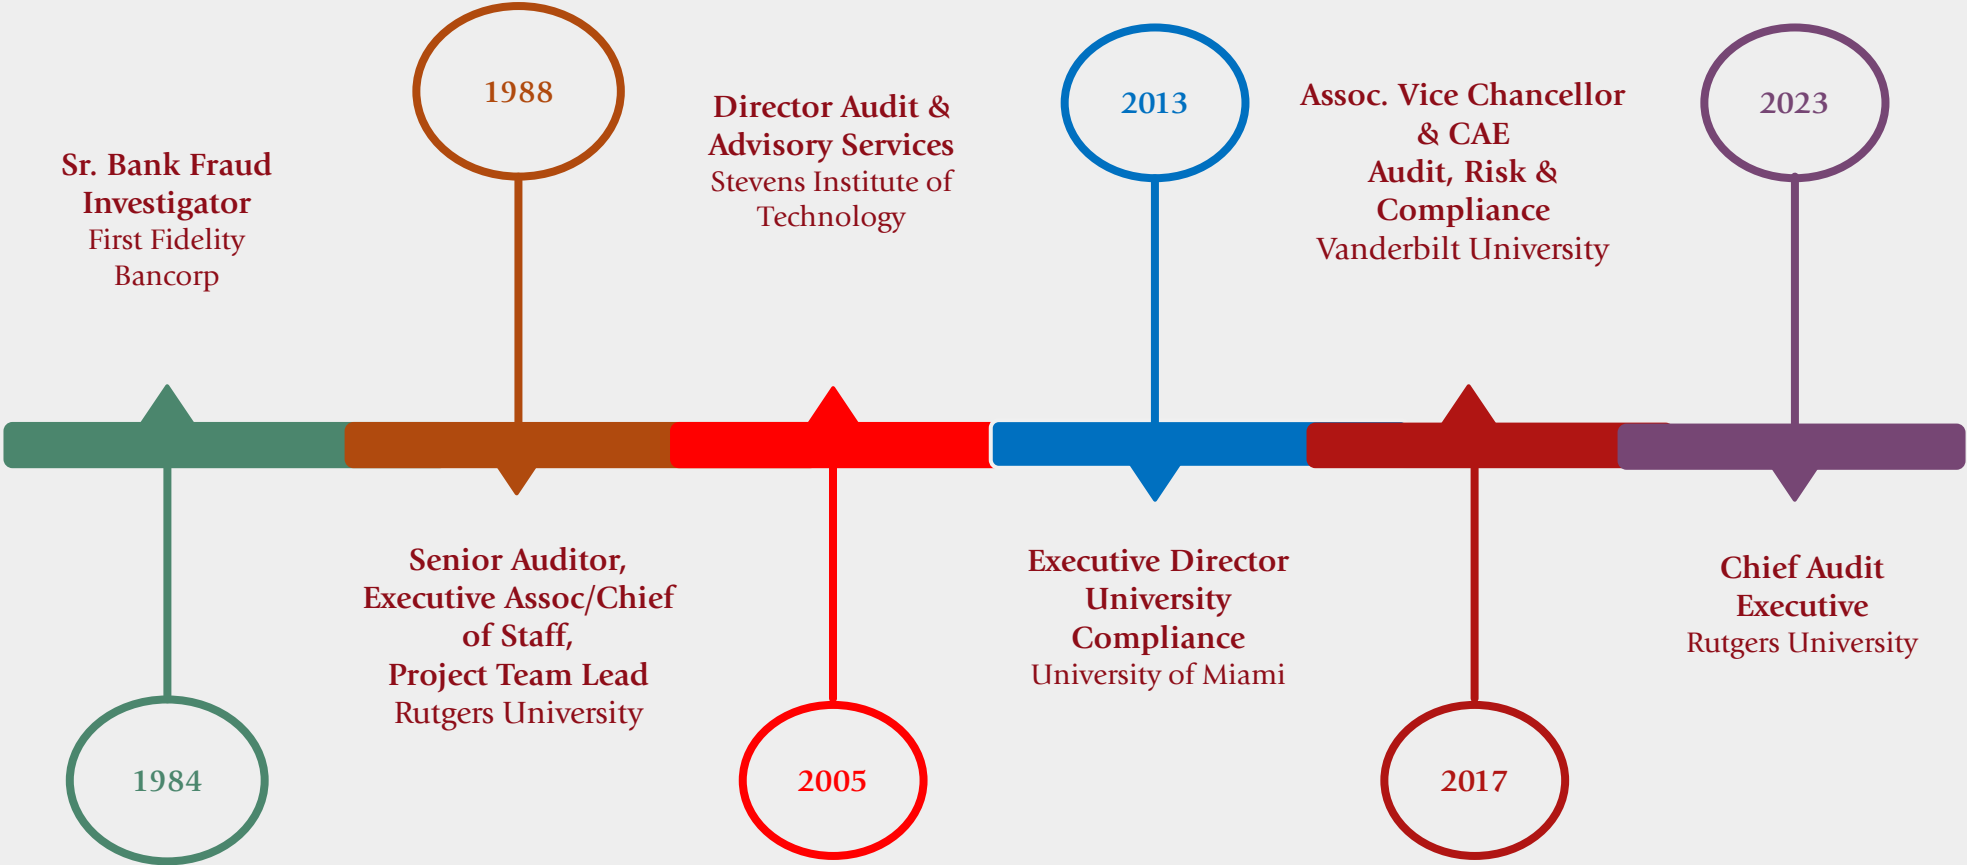 1984
Sr. Bank Fraud
Investigator
First Fidelity
Bancorp
1988
Senior Auditor,
Executive Assoc/Chief
of Staff,
Project Team Lead
Rutgers University
2005
Director Audit &
Advisory Services
Stevens Institute of
Technology
2013
Executive Director
University
Compliance
University of Miami
2017
Assoc. Vice Chancellor
& CAE
Audit, Risk &
Compliance
Vanderbilt University
2023
Chief Audit
Executive
Rutgers University